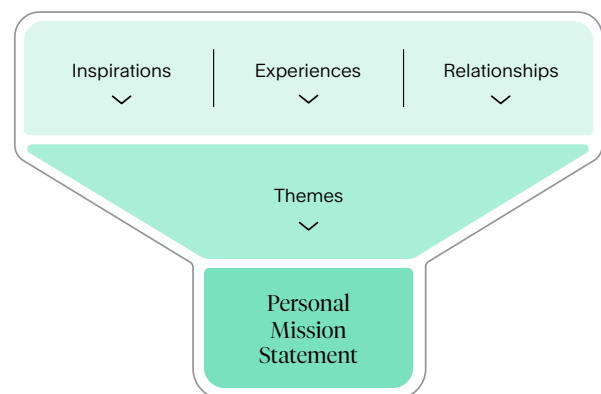 Inspirations
Experiences
Relationships
Themes
Personal
Mission
Statement